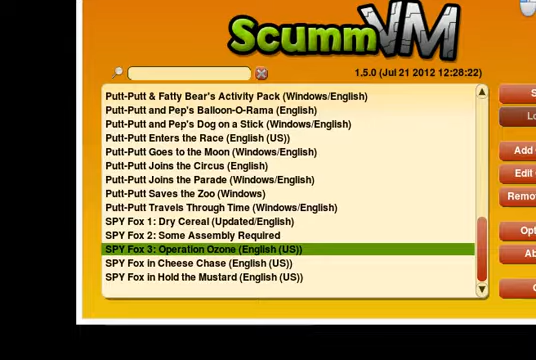 ScummVM
1.5.0 (Jul 21 2012 12:28:22)
Putt-Putt & Fatty Bear's Activity Pack (Windows/English)
Putt-Putt and Pep's Balloon-O-Rama (English)
Putt-Putt and Pep's Dog on a Stick (Windows/English)
Putt-Putt Enters the Race (English (US))
Putt-Putt Goes to the Moon (Windows/English)
Putt-Putt Joins the Circus (English)
Putt-Putt Joins the Parade (Windows/English)
Putt-Putt Saves the Zoo (Windows)
Putt-Putt Travels Through Time (Windows/English)
SPY Fox 1: Dry Cereal (Updated/English)
SPY Fox 2: Some Assembly Required
SPY Fox 3: Operation Ozone (English (US))
SPY Fox in Cheese Chase (English (US))
SPY Fox in Hold the Mustard (English (US))
S
Lo
Add
Edit
Remo
Opt
Ab